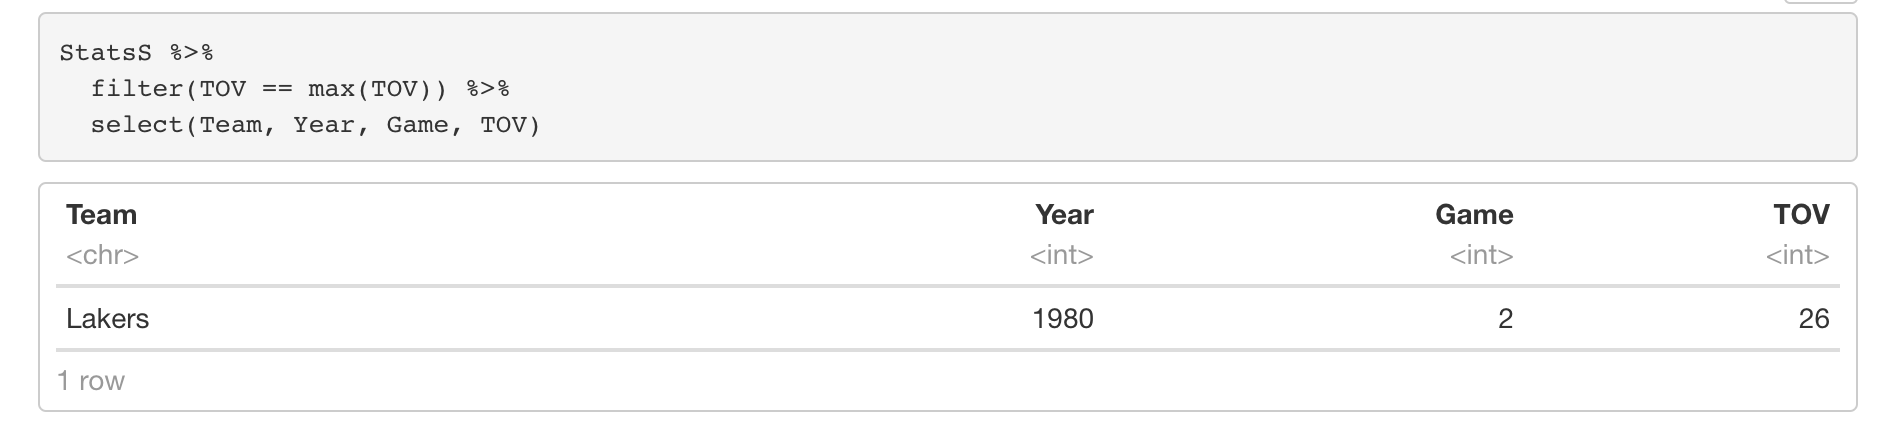 StatsS %>%
filter(TOV == max(TOV)) %>%
select(Team, Year, Game, TOV)
Team Year Game TOV
<chr> <int> <int> <int>
Lakers 1980 2 26
1 row